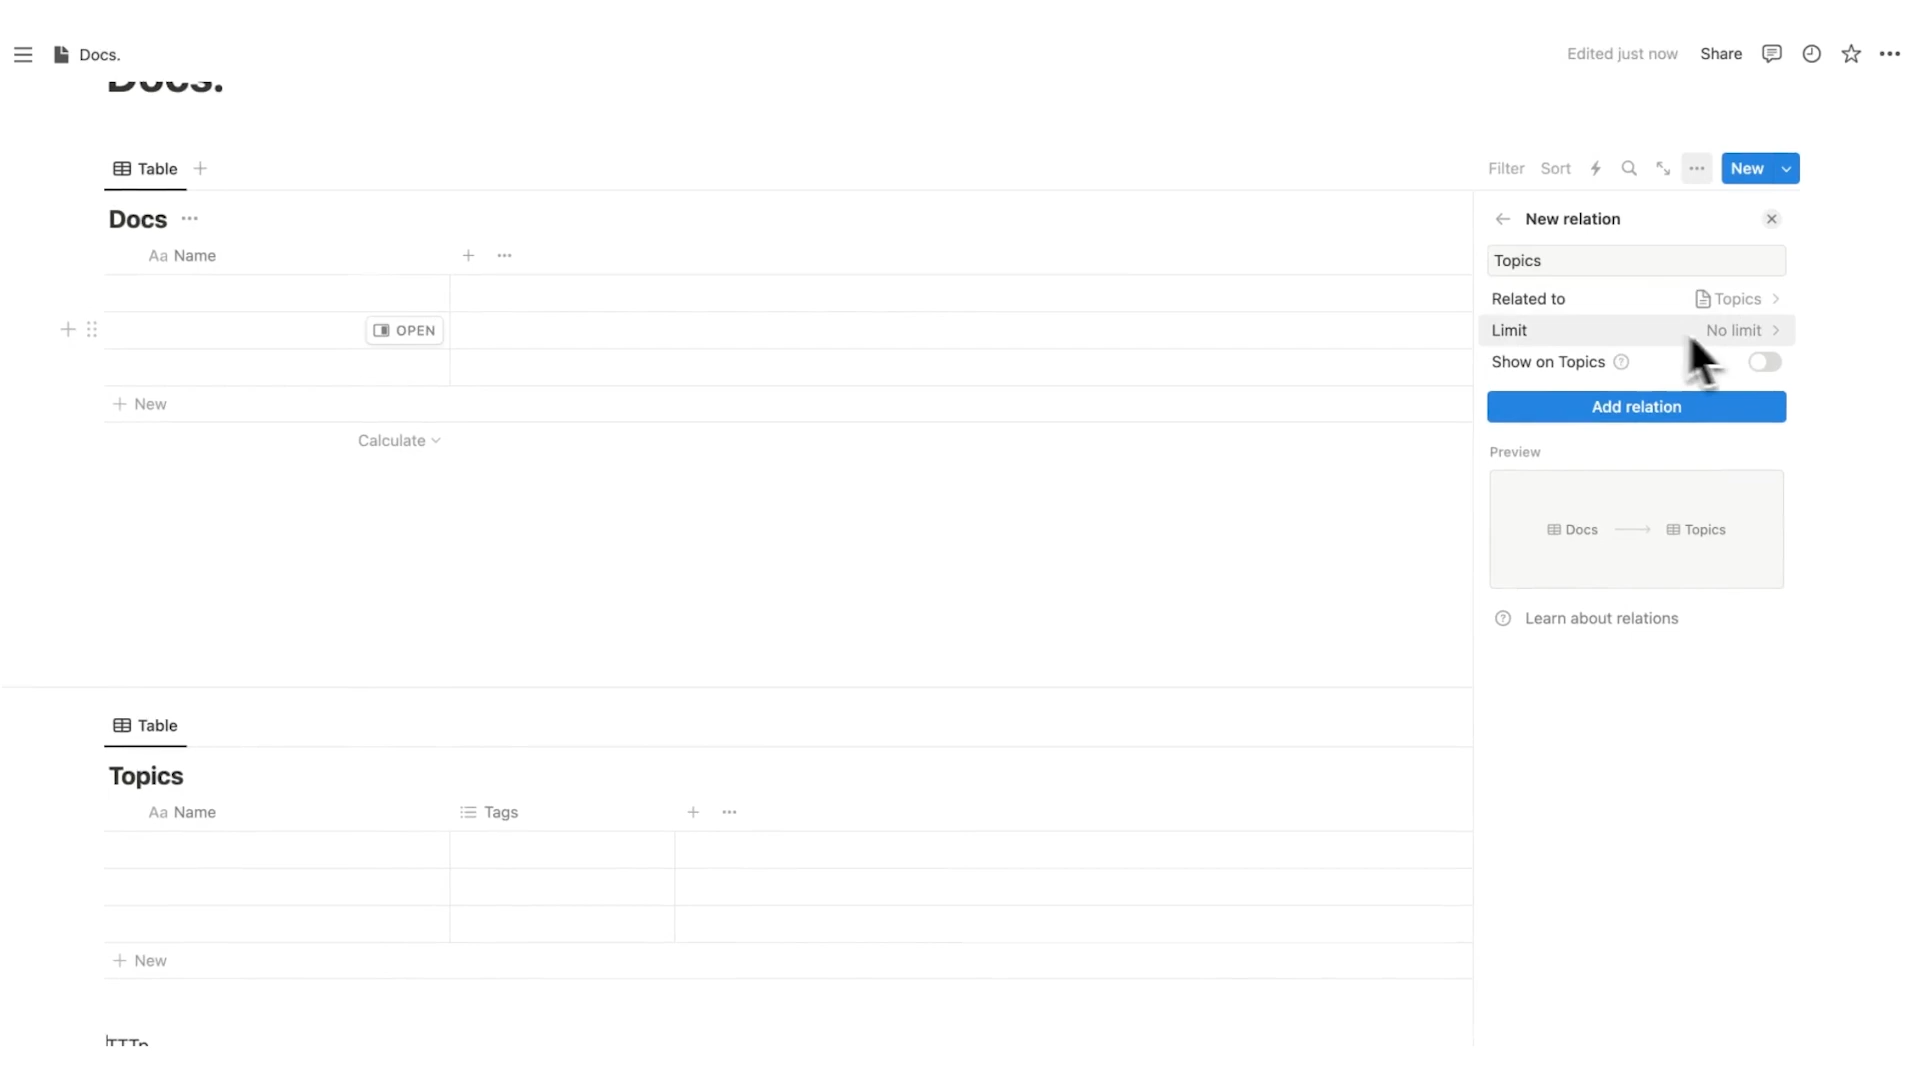 Docs.
Edited just now Share
Docs.
Table
Filter Sort New
Docs
New relation
Aa Name
Topics
Related to Topics
OPEN
Limit No limit
Show on Topics
New
Add relation
Calculate
Preview
Docs Topics
Learn about relations
Table
Topics
Aa Name Tags
New